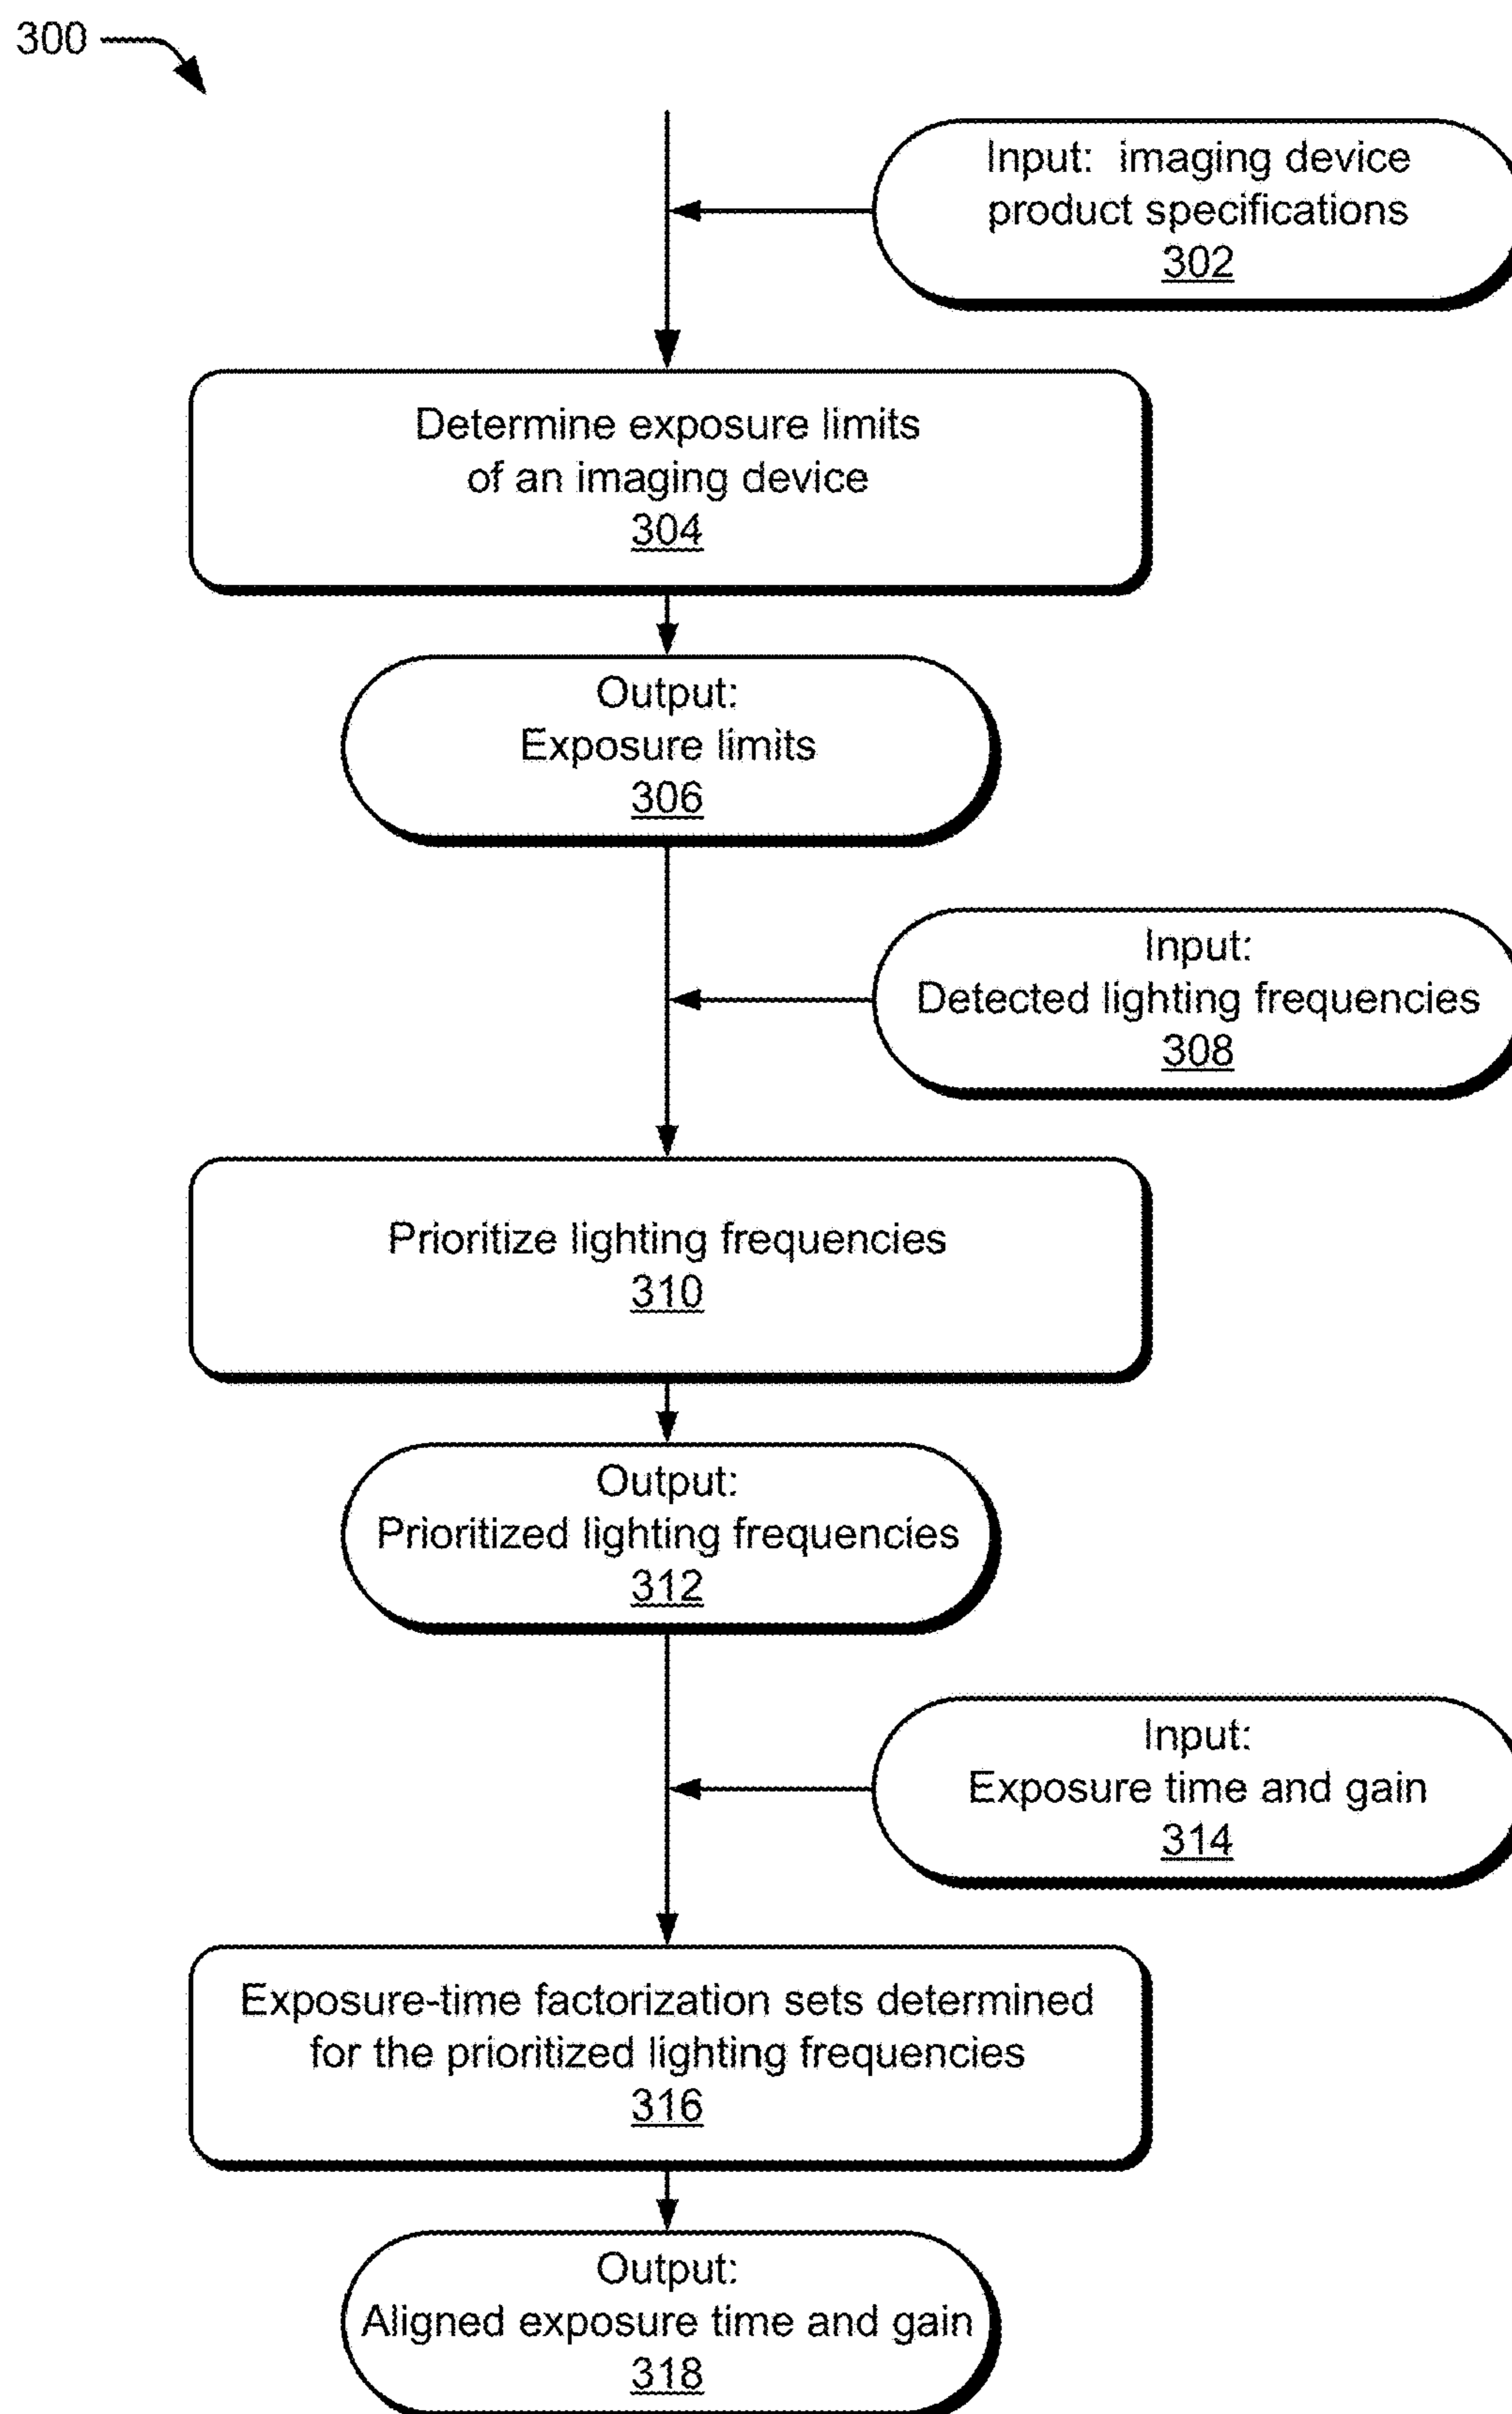 300
Input: imaging device
product specifications
302
Determine exposure limits
of an imaging device
304
Output:
Exposure limits
306
Input:
Detected lighting frequencies
308
Prioritize lighting frequencies
310
Output:
Prioritized lighting frequencies
312
Input:
Exposure time and gain
314
Exposure-time factorization sets determined
for the prioritized lighting frequencies
316
Output:
Aligned exposure time and gain
318